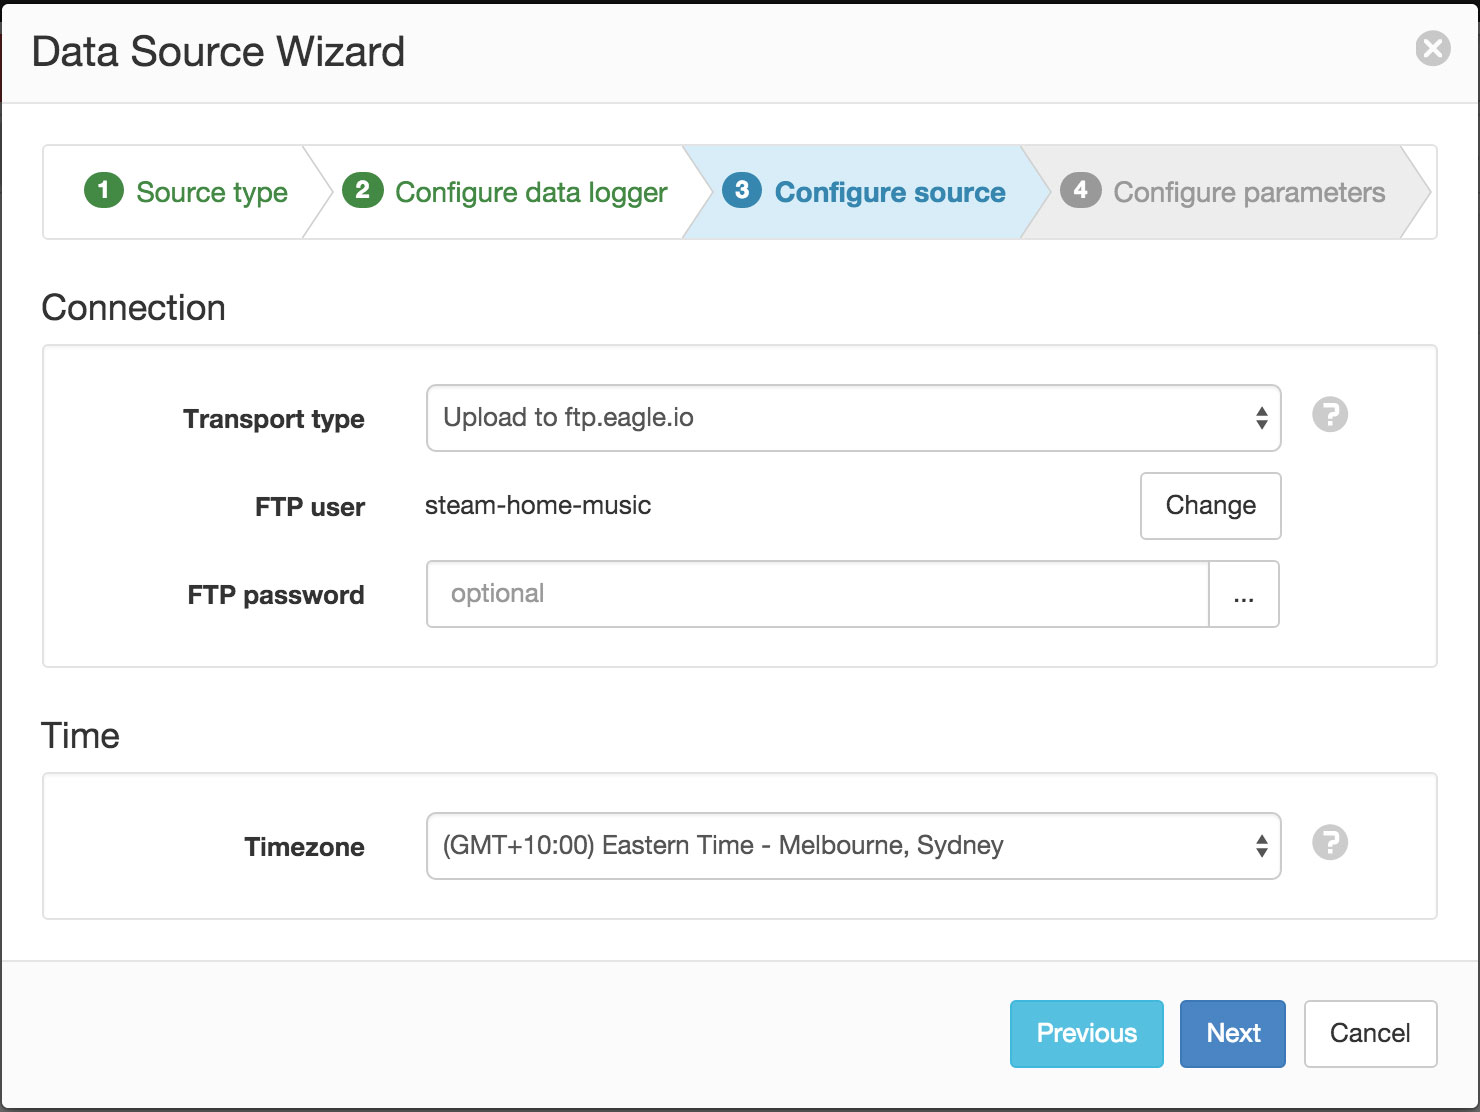 Data Source Wizard
1 Source type 2 Configure data logger 3 Configure source 4 Configure parameters
Connection
Transport type Upload to ftp.eagle.io ?
FTP user steam-home-music Change
FTP password optional ...
Time
Timezone (GMT+10:00) Eastern Time - Melbourne, Sydney ?
Previous Next Cancel